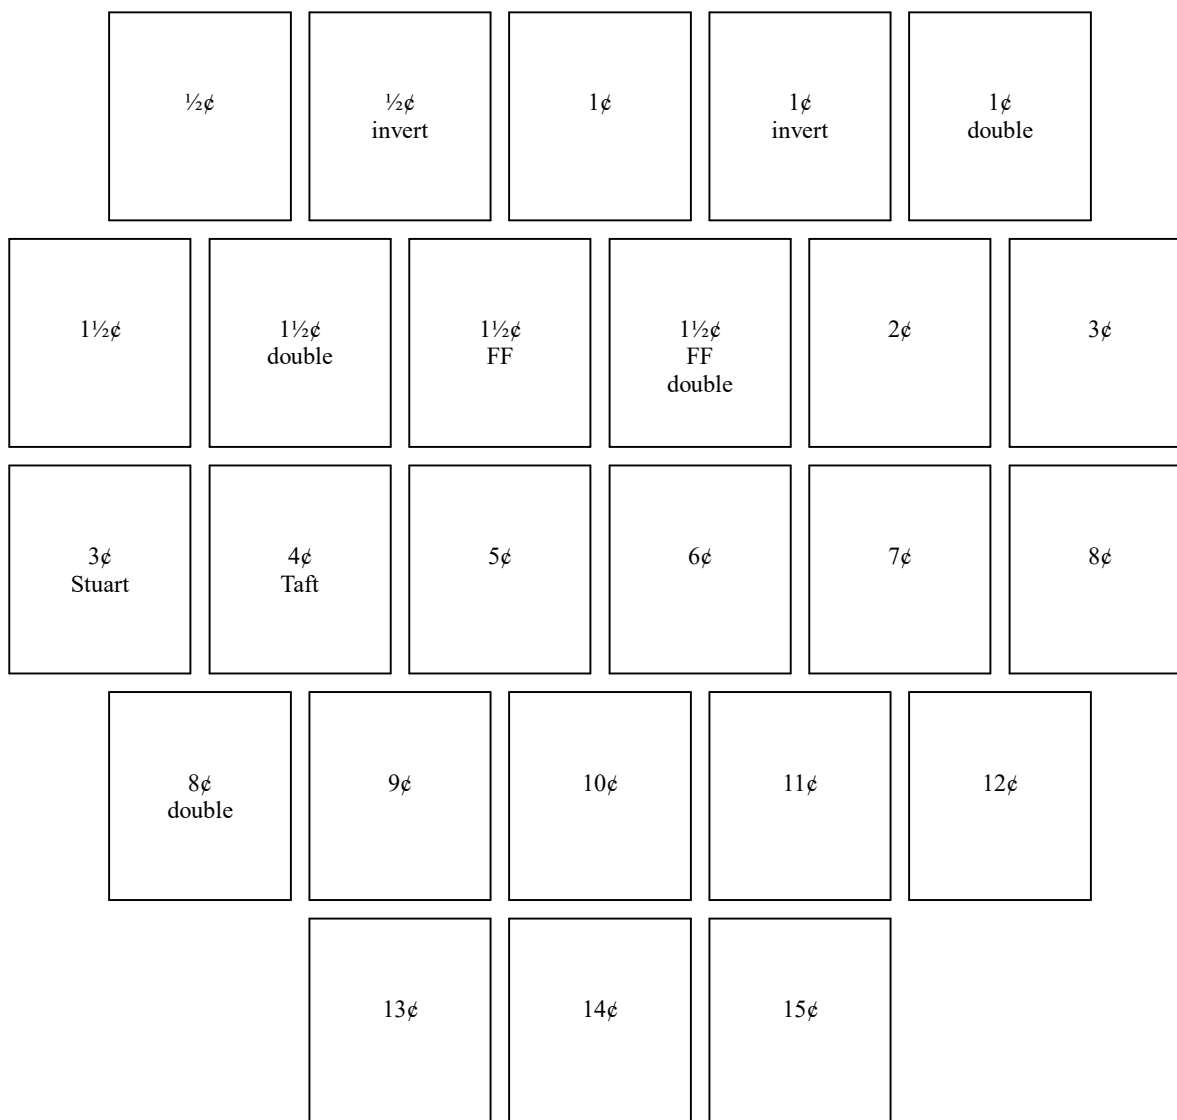 ½¢
½¢
invert
1¢
1¢
invert
1¢
double
1½¢
1½¢
double
1½¢
FF
1½¢
FF
double
2¢
3¢
3¢
Stuart
4¢
Taft
5¢
6¢
7¢
8¢
8¢
double
9¢
10¢
11¢
12¢
13¢
14¢
15¢